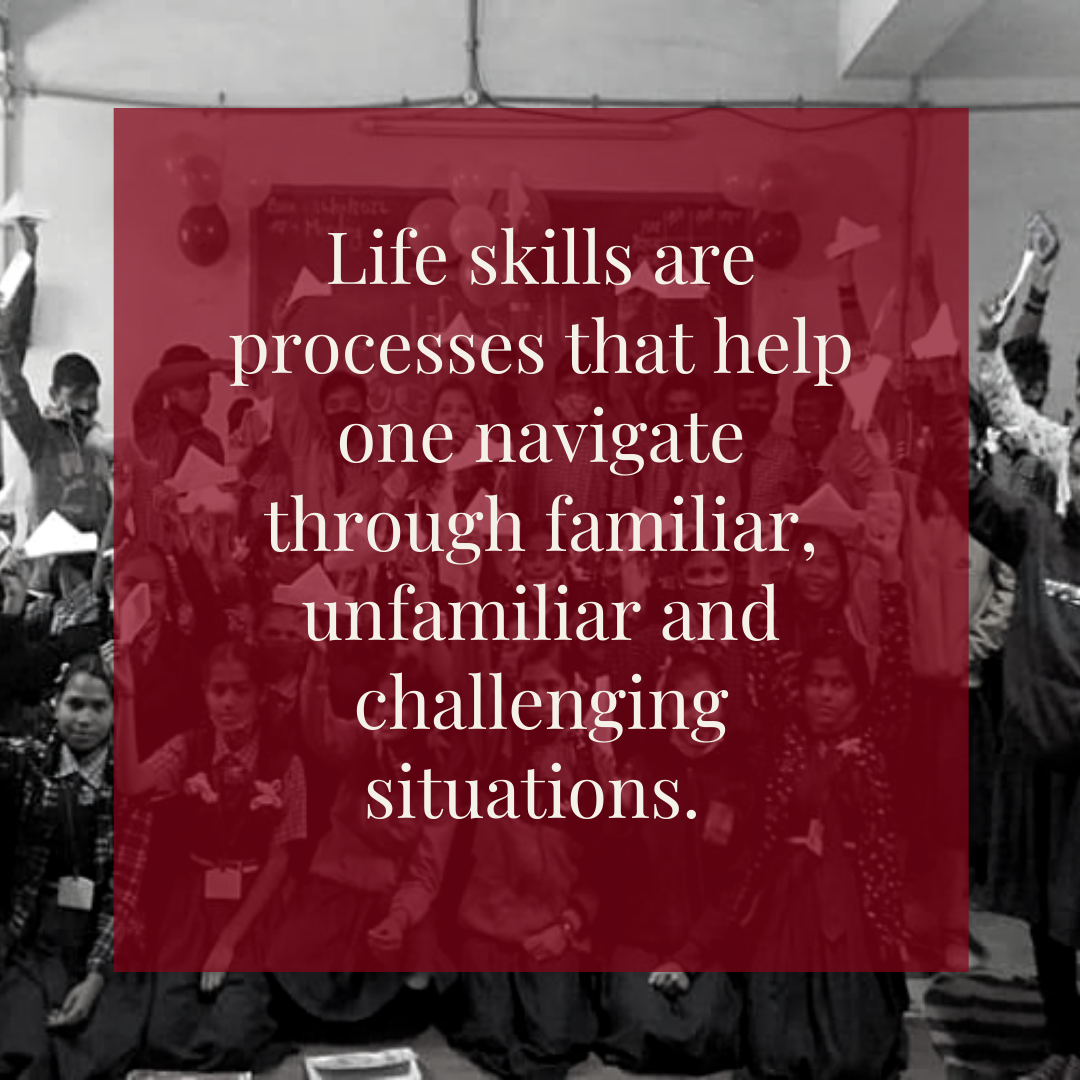 Life skills are
processes that help
one navigate
through familiar,
unfamiliar and
challenging
situations.